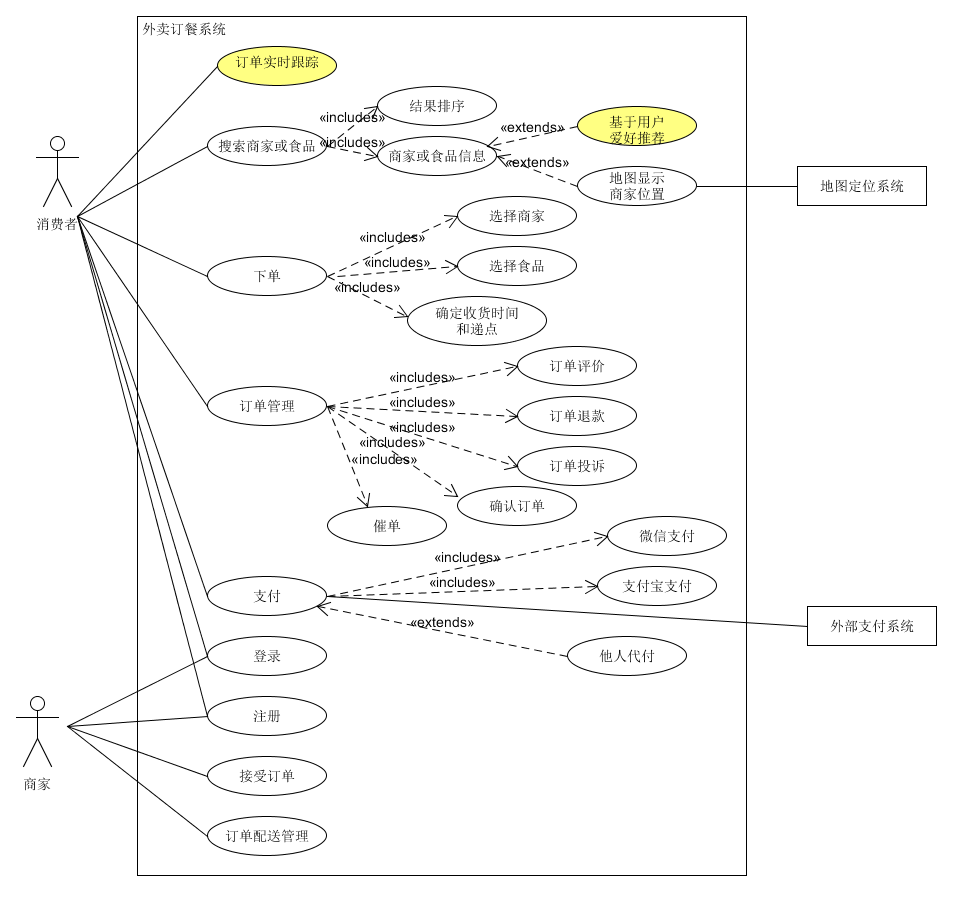 外卖订餐系统
订单实时跟踪
结果排序
«includes»
搜索商家或食品
«includes»
商家或食品信息
«extends»
基于用户
爱好推荐
«extends»
地图显示
商家位置
地图定位系统
消费者
选择商家
«includes»
下单
«includes»
选择食品
«includes»
确定收货时间
和递点
订单评价
«includes»
订单管理
«includes»
订单退款
«includes»
«includes»
订单投诉
«includes»
确认订单
催单
微信支付
«includes»
支付
«includes»
支付宝支付
«extends»
外部支付系统
他人代付
登录
注册
商家
接受订单
订单配送管理